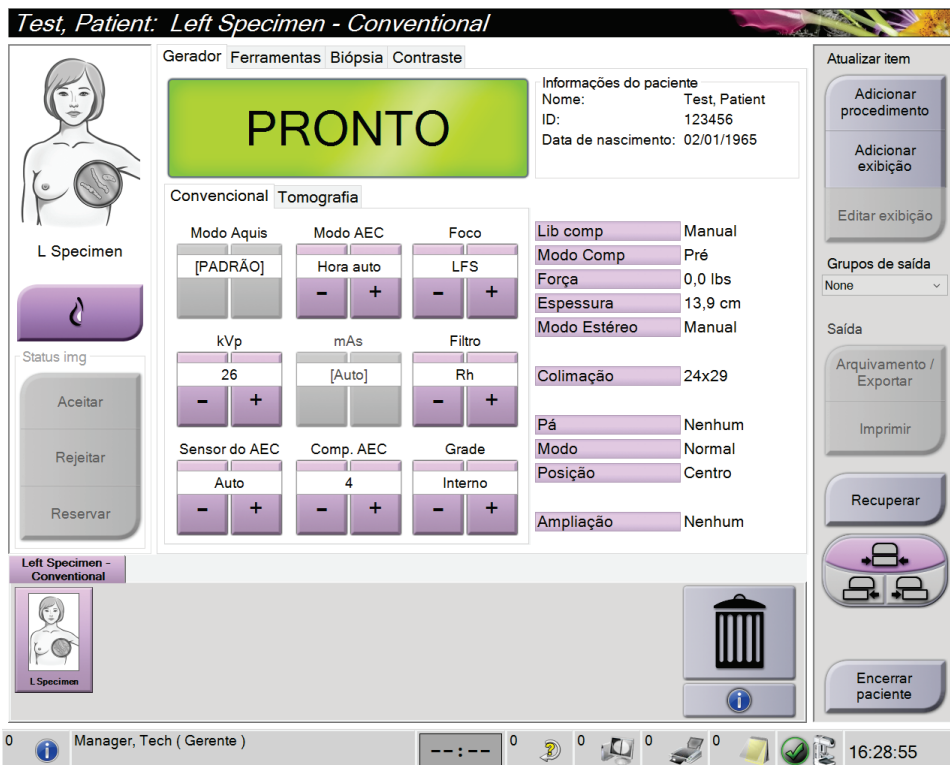 Test, Patient: Left Specimen - Conventional
Gerador Ferramentas Biópsia Contraste
PRONTO
Informações do paciente
Nome: Test, Patient
ID: 123456
Data de nascimento: 02/01/1965
L Specimen
Status img
Aceitar
Rejeitar
Reservar
Convencional Tomografia
Modo Aquis Modo AEC Foco
[PADRÃO] Hora auto LFS
- + - +
kVp mAs Filtro
26 [Auto] Rh
- + - +
Sensor do AEC Comp. AEC Grade
Auto 4 Interno
- + - + - +
Lib comp Manual
Modo Comp Pré
Força 0,0 lbs
Espessura 13,9 cm
Modo Estéreo Manual
Colimação 24x29
Pá Nenhum
Modo Normal
Posição Centro
Ampliação Nenhum
Atualizar item
Adicionar
procedimento
Adicionar
exibição
Editar exibição
Grupos de saída
None
Saída
Arquivamento /
Exportar
Imprimir
Recuperar
Encerrar
paciente
Left Specimen -
Conventional
L Specimen
0 Manager, Tech ( Gerente ) --:-- 0 0 0 0 16:28:55